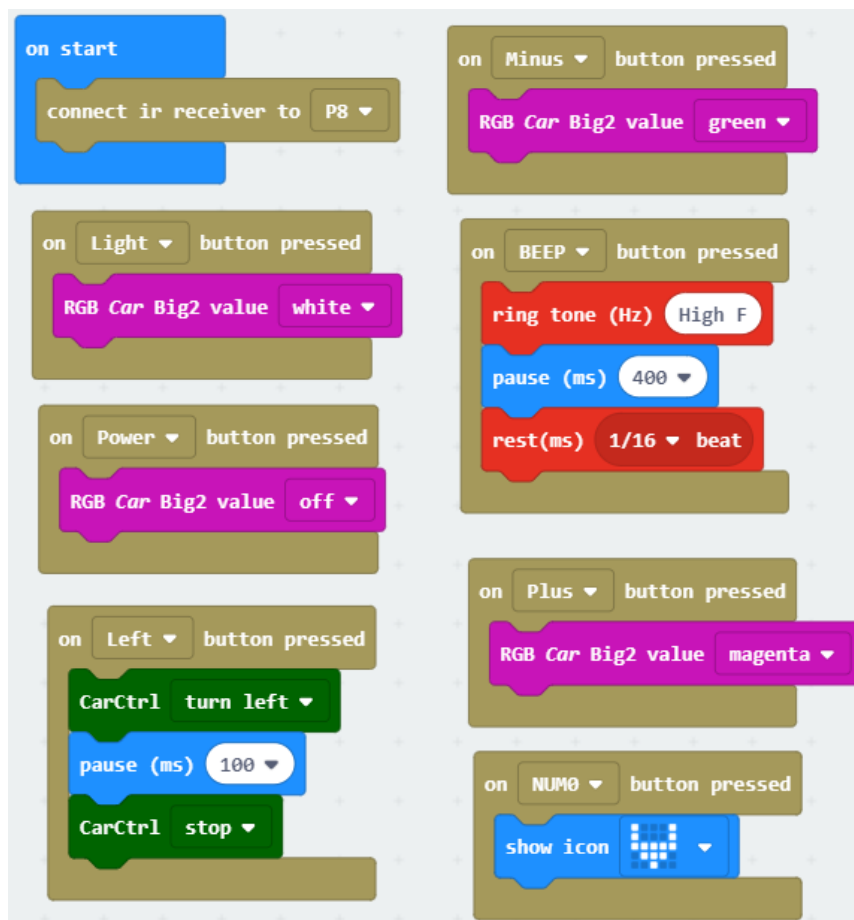 on start
connect ir receiver to P8
on Light button pressed
RGB Car Big2 value white
on Power button pressed
RGB Car Big2 value off
on Left button pressed
CarCtrl turn left
pause (ms) 100
CarCtrl stop
on Minus button pressed
RGB Car Big2 value green
on BEEP button pressed
ring tone (Hz) High F
pause (ms) 400
rest(ms) 1/16 beat
on Plus button pressed
RGB Car Big2 value magenta
on NUM0 button pressed
show icon